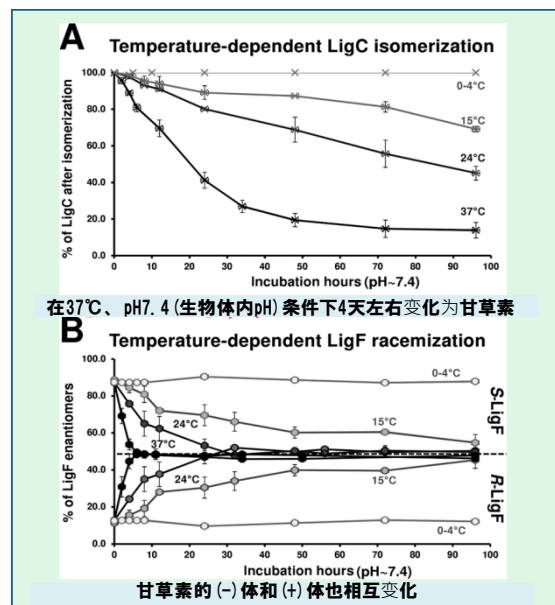 A Temperature-dependent LigC isomerization
% of LigC after isomerization
100.0
80.0
60.0
40.0
20.0
0.0
0-4°C
15°C
24°C
37°C
0 10 20 30 40 50 60 70 80 90 100
Incubation hours (pH~7.4)
在37℃、pH7.4(生物体内pH)条件下4天左右变化为甘草素
B Temperature-dependent LigF racemization
% of LigF enantiomers
100.0
80.0
60.0
40.0
20.0
0.0
0-4°C
24°C
15°C
37°C
24°C
15°C
0-4°C
S-LigF
R-LigF
0 10 20 30 40 50 60 70 80 90 100
Incubation hours (pH~7.4)
甘草素的(-)体和(+)体也相互变化